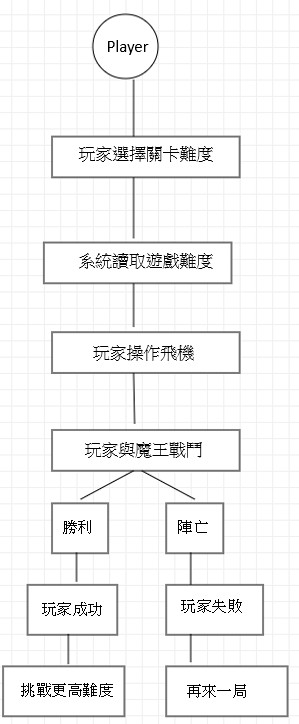 Player
玩家選擇關卡難度
系統讀取遊戲難度
玩家操作飛機
玩家與魔王戰鬥
勝利
陣亡
玩家成功
玩家失敗
挑戰更高難度
再來一局